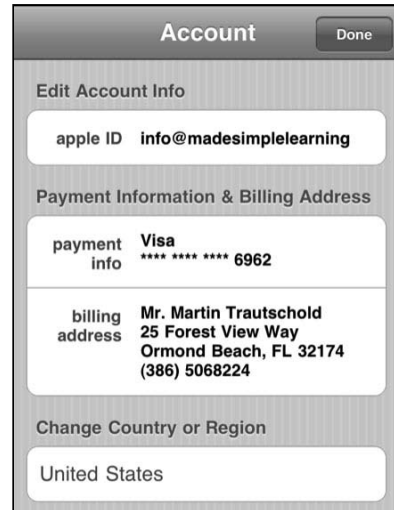 Account
Done
Edit Account Info
apple ID info@madesimplelearning
Payment Information & Billing Address
payment info Visa
**** **** **** 6962
billing address Mr. Martin Trautschold
25 Forest View Way
Ormond Beach, FL 32174
(386) 5068224
Change Country or Region
United States